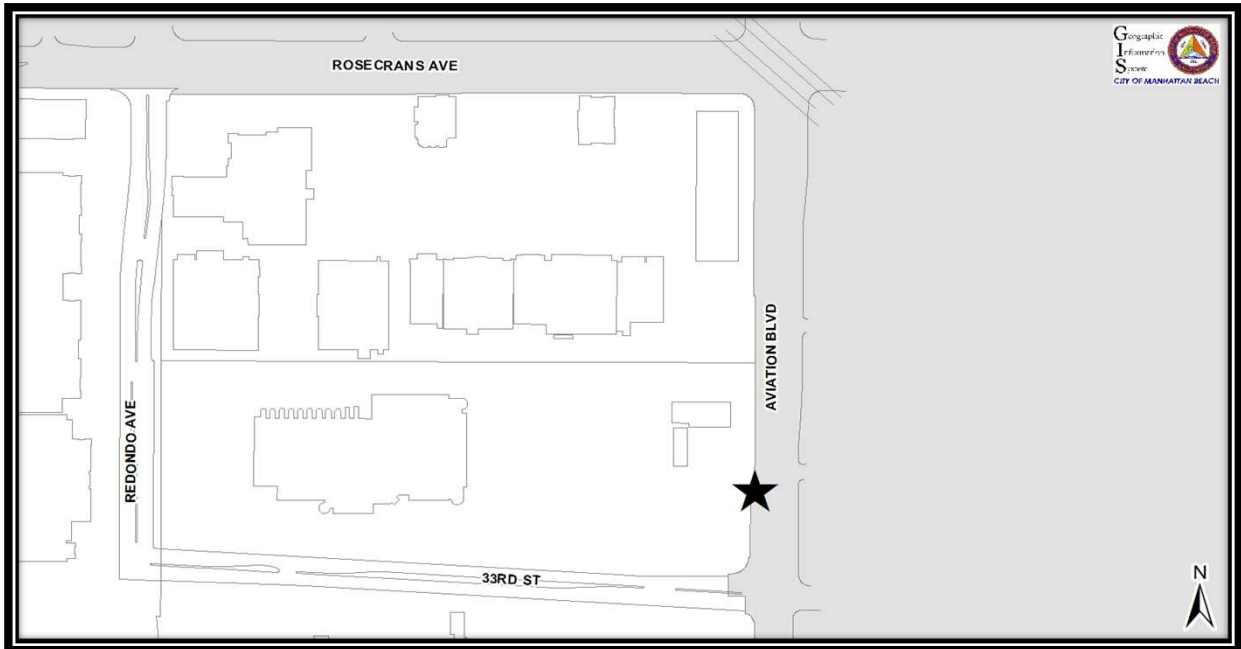 Geographic
Information
System
CITY OF MANHATTAN BEACH
ROSECRANS AVE
AVIATION BLVD
REDONDO AVE
33RD ST
N